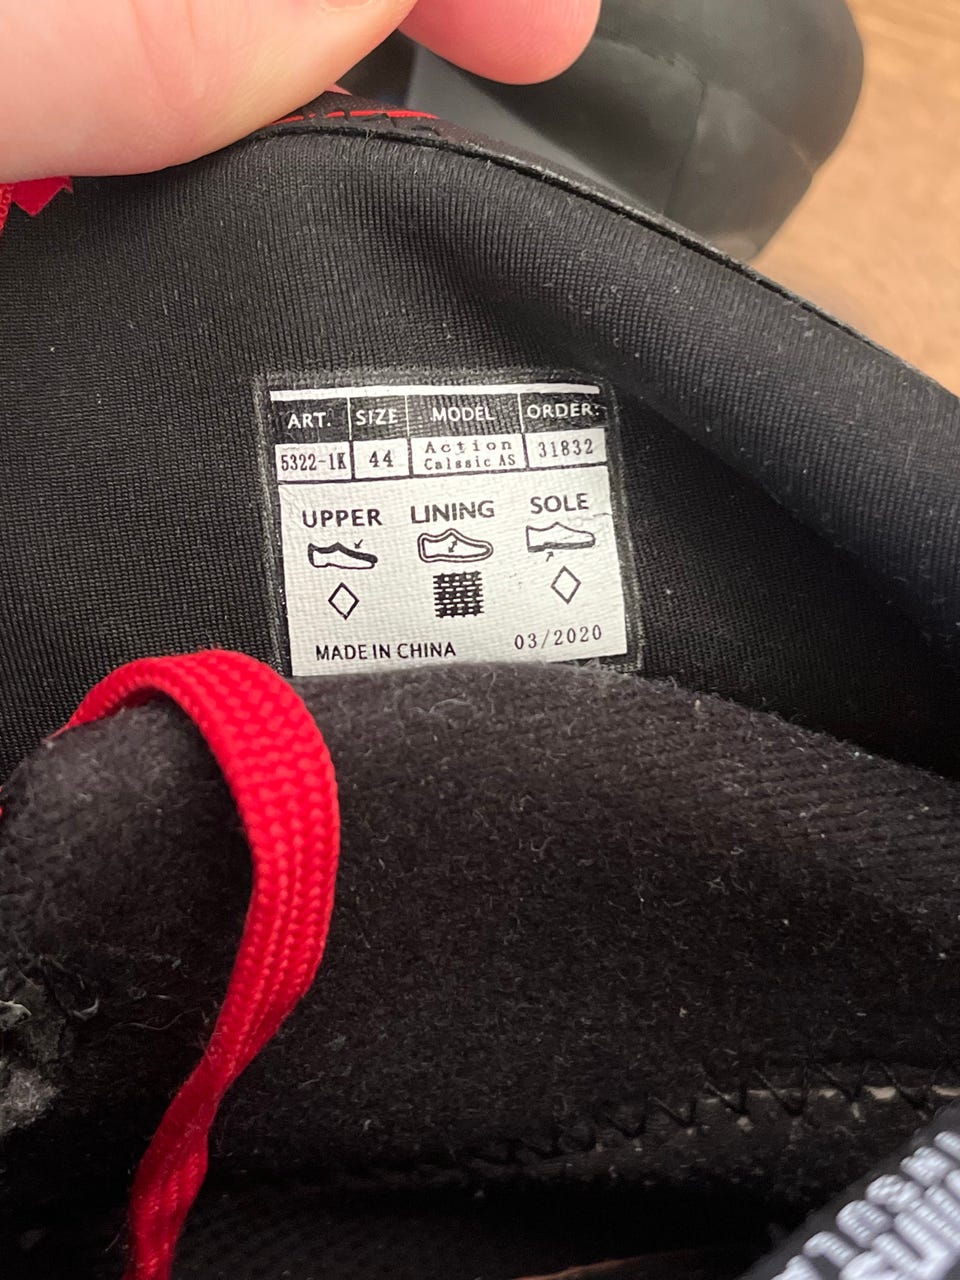 ART. SIZE MODEL ORDER:
5322-1K 44 Action Calssic AS 31832
UPPER LINING SOLE
MADE IN CHINA 03/2020